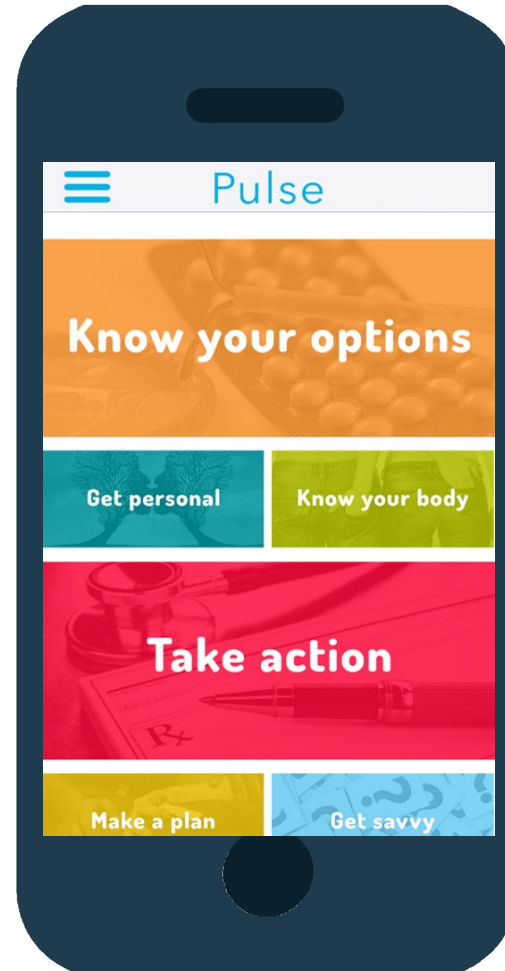 Pulse
Know your options
Get personal
Know your body
Take action
Rx
Make a plan
Get savvy